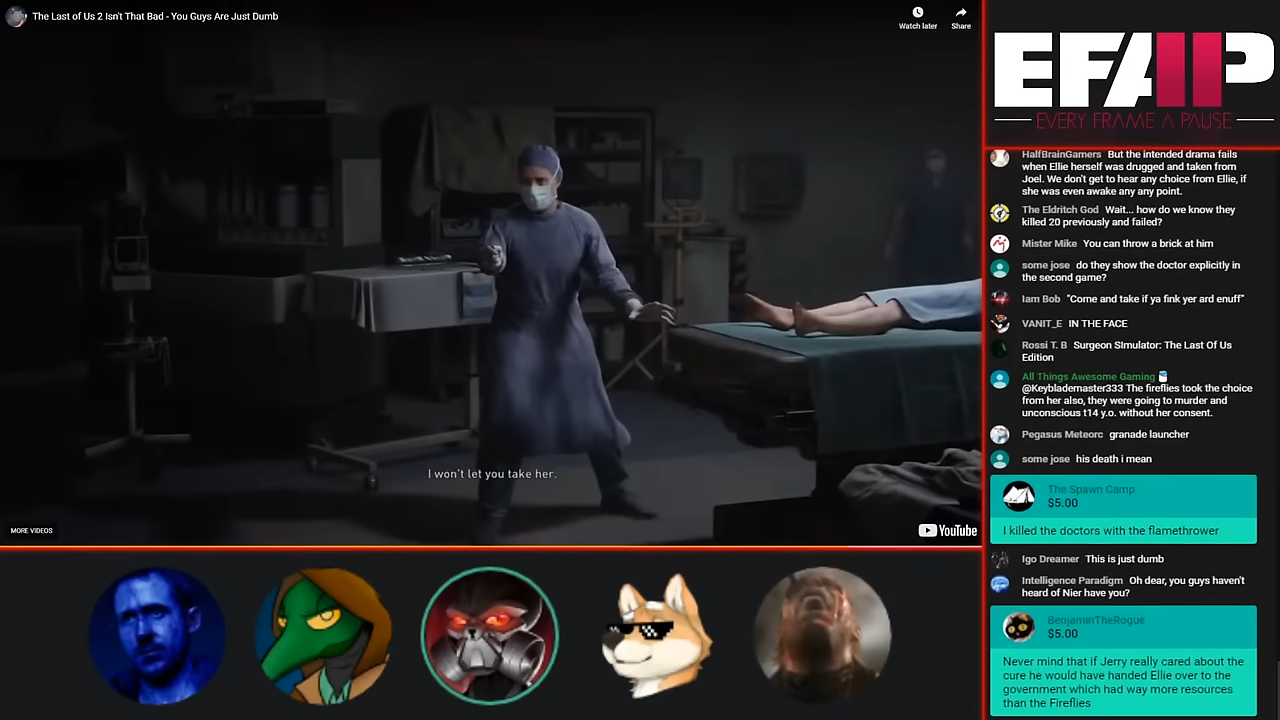 The Last of Us 2 Isn't That Bad - You Guys Are Just Dumb
Watch later
Share
I won't let you take her.
MORE VIDEOS
YouTube
EFAP
EVERY FRAME A PAUSE
HalfBrainGamers But the intended drama fails
when Ellie herself was drugged and taken from
Joel. We don't get to hear any choice from Ellie, if
she was even awake any any point.
The Eldritch God Wait... how do we know they
killed 20 previously and failed?
Mister Mike You can throw a brick at him
some jose do they show the doctor explicitly in
the second game?
Iam Bob "Come and take if ya fink yer ard enuff"
VANIT_E IN THE FACE
Rossi T. B Surgeon SImulator: The Last Of Us
Edition
All Things Awesome Gaming
@Keyblademaster333 The fireflies took the choice
from her also, they were going to murder and
unconscious t14 y.o. without her consent.
Pegasus Meteorc granade launcher
some jose his death i mean
The Spawn Camp
$5.00
I killed the doctors with the flamethrower
Igo Dreamer This is just dumb
Intelligence Paradigm Oh dear, you guys haven't
heard of Nier have you?
BenjaminTheRogue
$5.00
Never mind that if Jerry really cared about the
cure he would have handed Ellie over to the
government which had way more resources
than the Fireflies